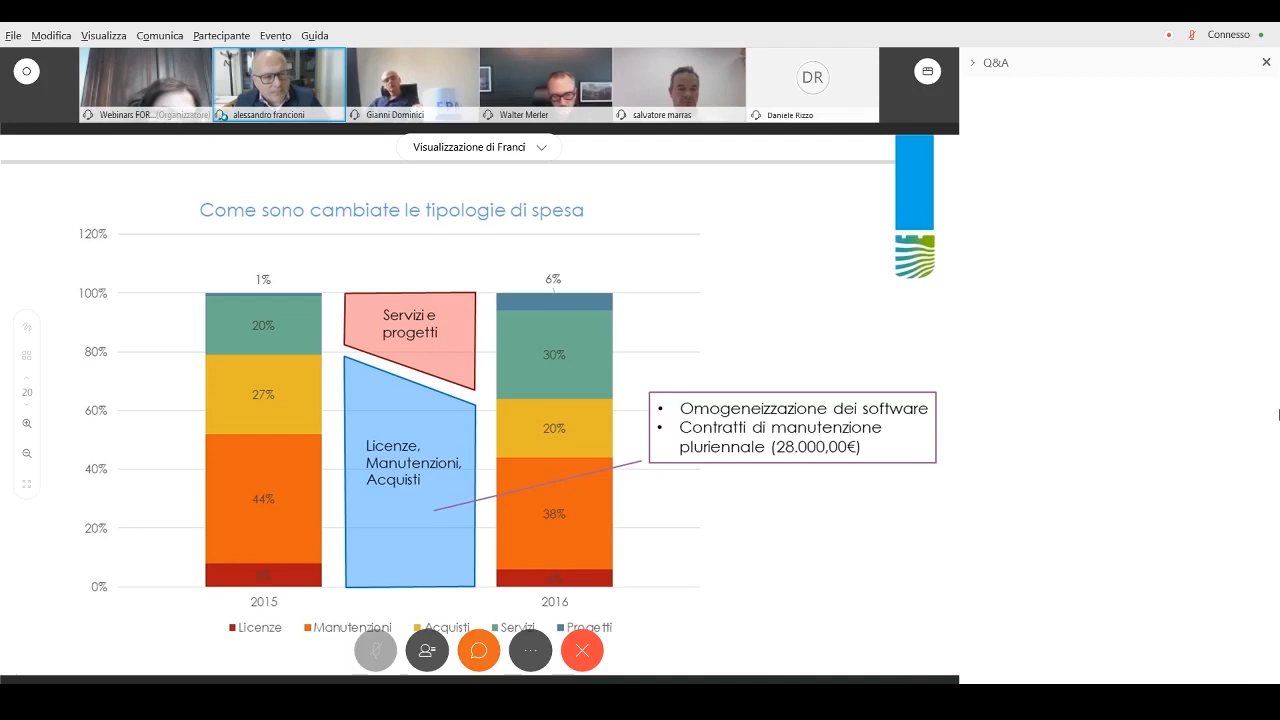 File Modifica Visualizza Comunica Partecipante Evento Guida
Connesso
Q&A
Webinars FOR... (Organizzatore)
alessandro francioni
Gianni Dominici
Walter Merler
salvatore marras
DR
Daniele Rizzo
Visualizzazione di Franci
Come sono cambiate le tipologie di spesa
120%
100%
80%
60%
40%
20%
0%
1%
20%
27%
44%
2015
Servizi e
progetti
Licenze,
Manutenzioni,
Acquisti
6%
30%
20%
38%
2016
• Omogeneizzazione dei software
• Contratti di manutenzione
pluriennale (28.000,00€)
Licenze Manutenzioni Acquisti Servizi Progetti
20